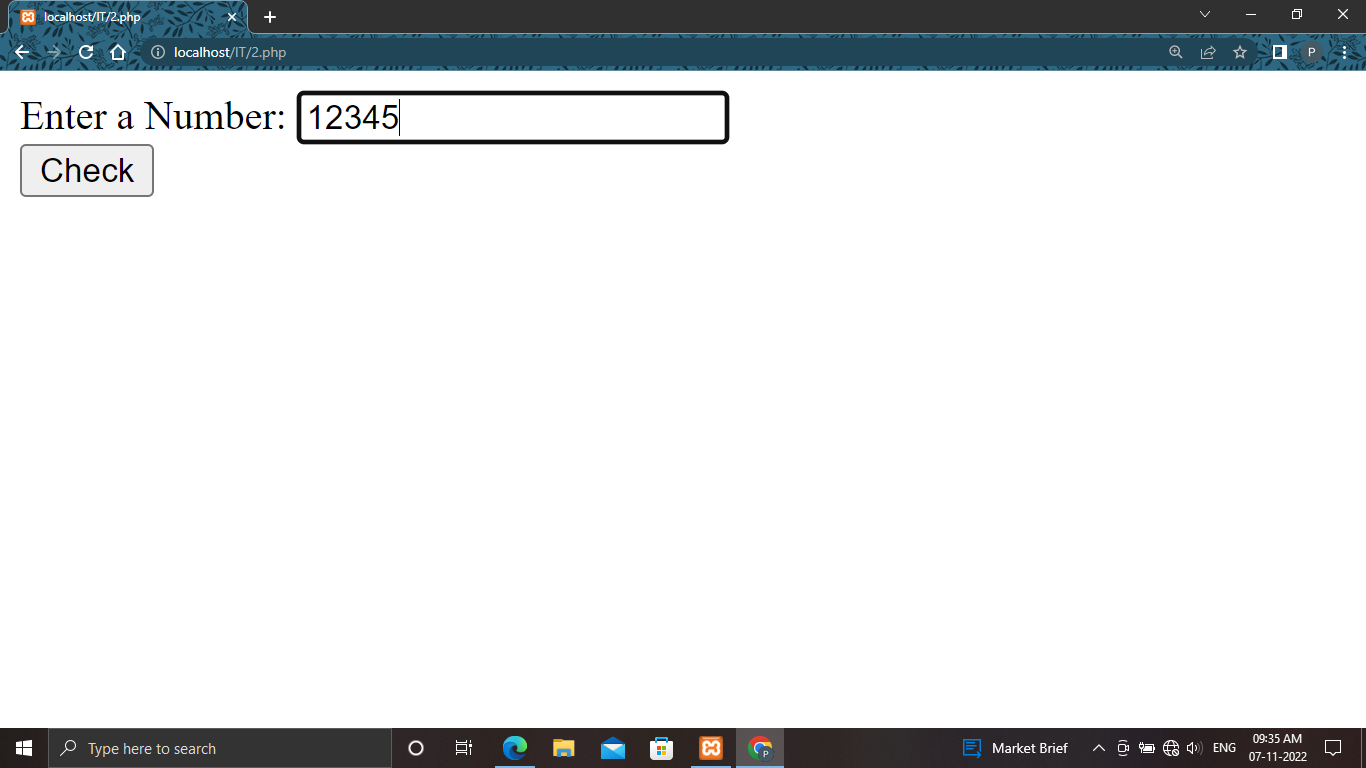 localhost/IT/2.php
localhost/IT/2.php
P
Enter a Number: 12345
Check
Type here to search
P
Market Brief
ENG
09:35 AM
07-11-2022